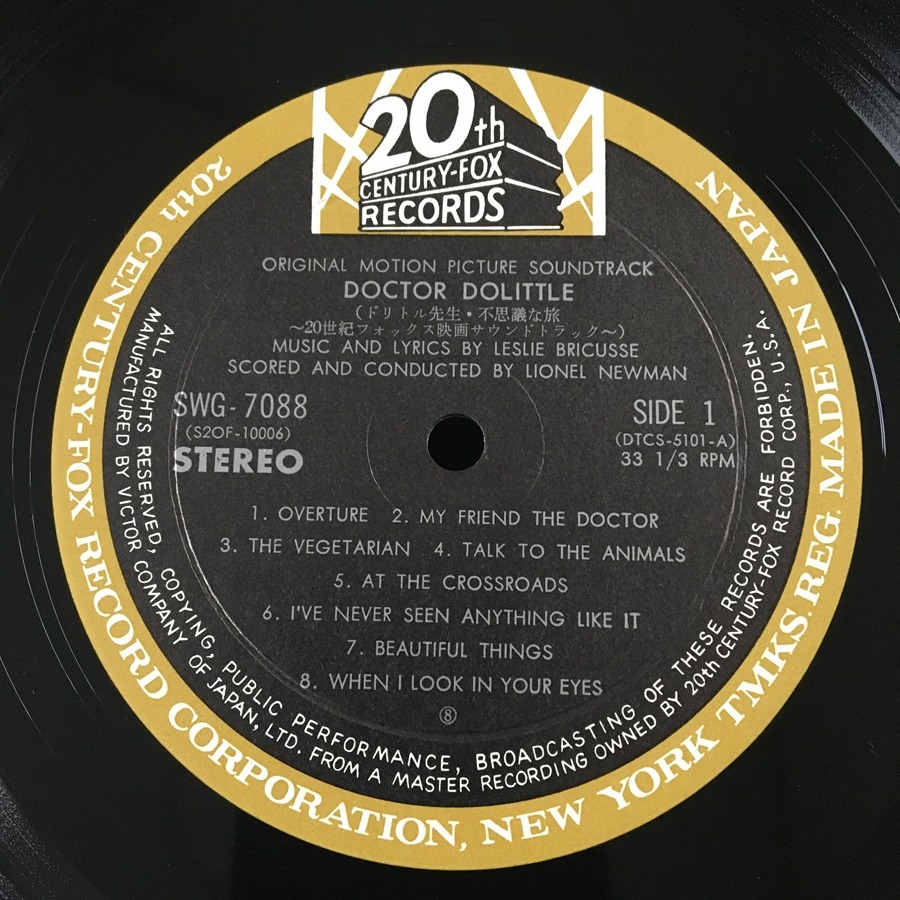 20th
CENTURY-FOX
RECORDS
ORIGINAL MOTION PICTURE SOUNDTRACK
DOCTOR DOLITTLE
(ドリトル先生・不思議な旅
～20世紀フォックス映画サウンドトラック～)
MUSIC AND LYRICS BY LESLIE BRICUSSE
SCORED AND CONDUCTED BY LIONEL NEWMAN
SWG-7088
(S2OF-10006)
STEREO
SIDE 1
(DTCS-5101-A)
33 1/3 RPM
1. OVERTURE 2. MY FRIEND THE DOCTOR
3. THE VEGETARIAN 4. TALK TO THE ANIMALS
5. AT THE CROSSROADS
6. I'VE NEVER SEEN ANYTHING LIKE IT
7. BEAUTIFUL THINGS
8. WHEN I LOOK IN YOUR EYES
⑧
ALL RIGHTS RESERVED, COPYING, PUBLIC PERFORMANCE, BROADCASTING OF THESE RECORDS ARE FORBIDDEN.
MANUFACTURED BY VICTOR COMPANY OF JAPAN, LTD. FROM A MASTER RECORDING OWNED BY 20th CENTURY-FOX RECORD CORP., U.S.A.
20th CENTURY-FOX RECORD CORPORATION, NEW YORK TMKS. REG. MADE IN JAPAN